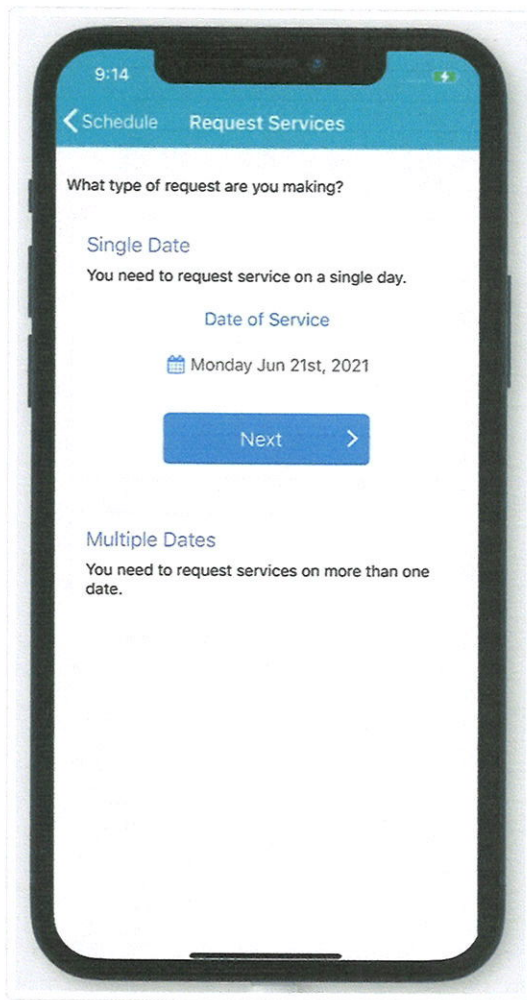 9:14
Schedule Request Services
What type of request are you making?
Single Date
You need to request service on a single day.
Date of Service
Monday Jun 21st, 2021
Next
Multiple Dates
You need to request services on more than one
date.